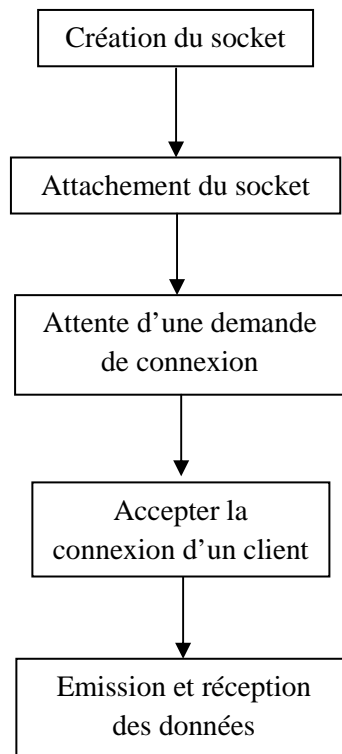 Création du socket
Attachement du socket
Attente d’une demande
de connexion
Accepter la
connexion d’un client
Emission et réception
des données